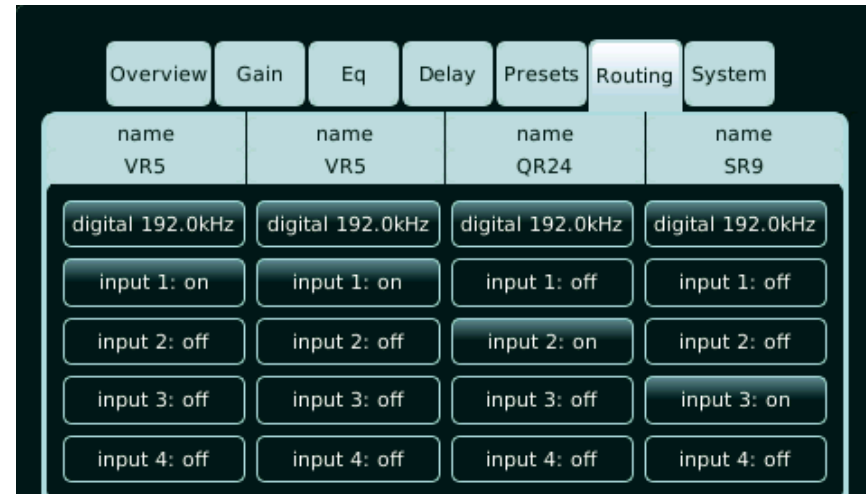 Overview Gain Eq Delay Presets Routing System
name name name name
VR5 VR5 QR24 SR9
digital 192.0kHz digital 192.0kHz digital 192.0kHz digital 192.0kHz
input 1: on input 1: on input 1: off input 1: off
input 2: off input 2: off input 2: on input 2: off
input 3: off input 3: off input 3: off input 3: on
input 4: off input 4: off input 4: off input 4: off